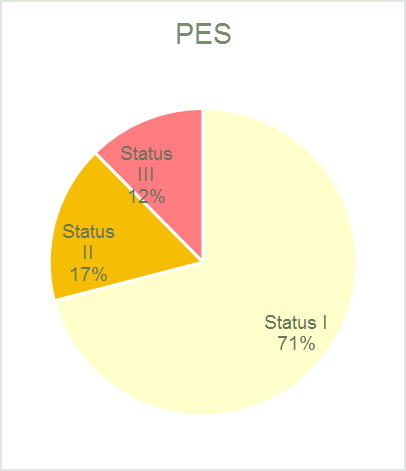 PES
Status
III
12%
Status
II
17%
Status I
71%